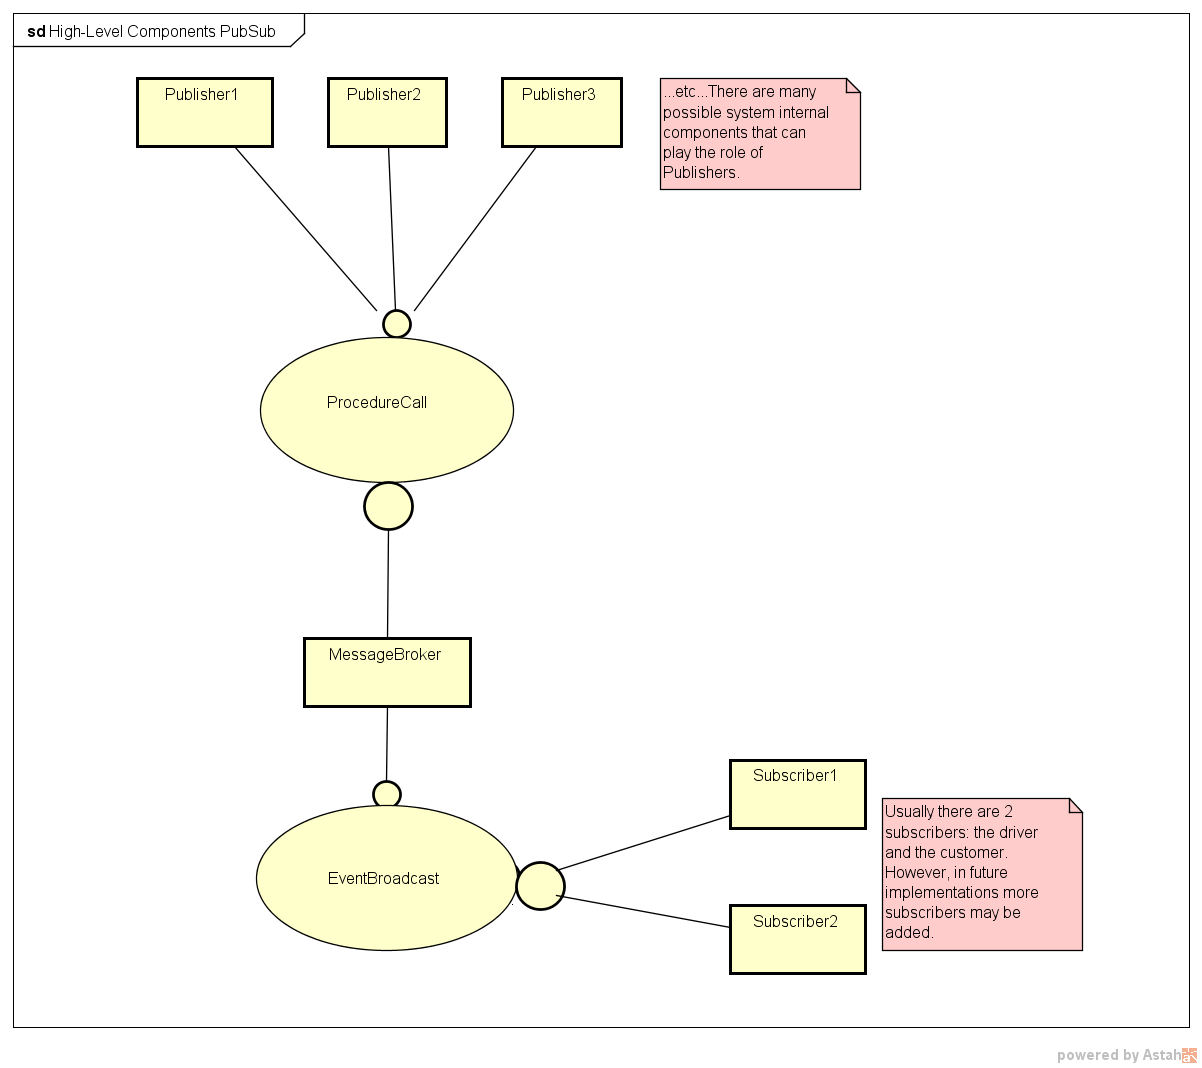 sd High-Level Components PubSub
Publisher1
Publisher2
Publisher3
...etc...There are many
possible system internal
components that can
play the role of
Publishers.
ProcedureCall
MessageBroker
EventBroadcast
Subscriber1
Subscriber2
Usually there are 2
subscribers: the driver
and the customer.
However, in future
implementations more
subscribers may be
added.
powered by Astah